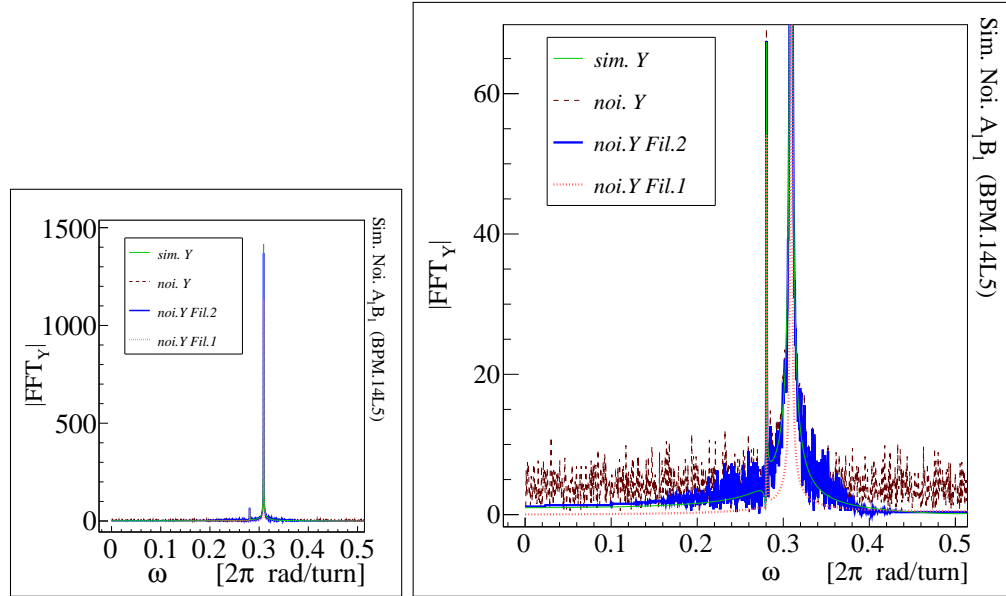 1500
1000
500
0
0
0.1
0.2
0.3
0.4
0.5
ω
[2π rad/turn]
|FFT_Y|
sim. Y
noi. Y
noi.Y Fil.2
noi.Y Fil.1
Sim. Noi. A₁B₁ (BPM.14L5)
60
40
20
0
0
0.1
0.2
0.3
0.4
0.5
ω
[2π rad/turn]
|FFT_Y|
sim. Y
noi. Y
noi.Y Fil.2
noi.Y Fil.1
Sim. Noi. A₁B₁ (BPM.14L5)